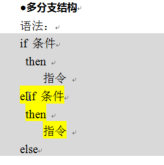 ●多分支结构
语法：
if 条件
then
指令
elif 条件
then
指令
else